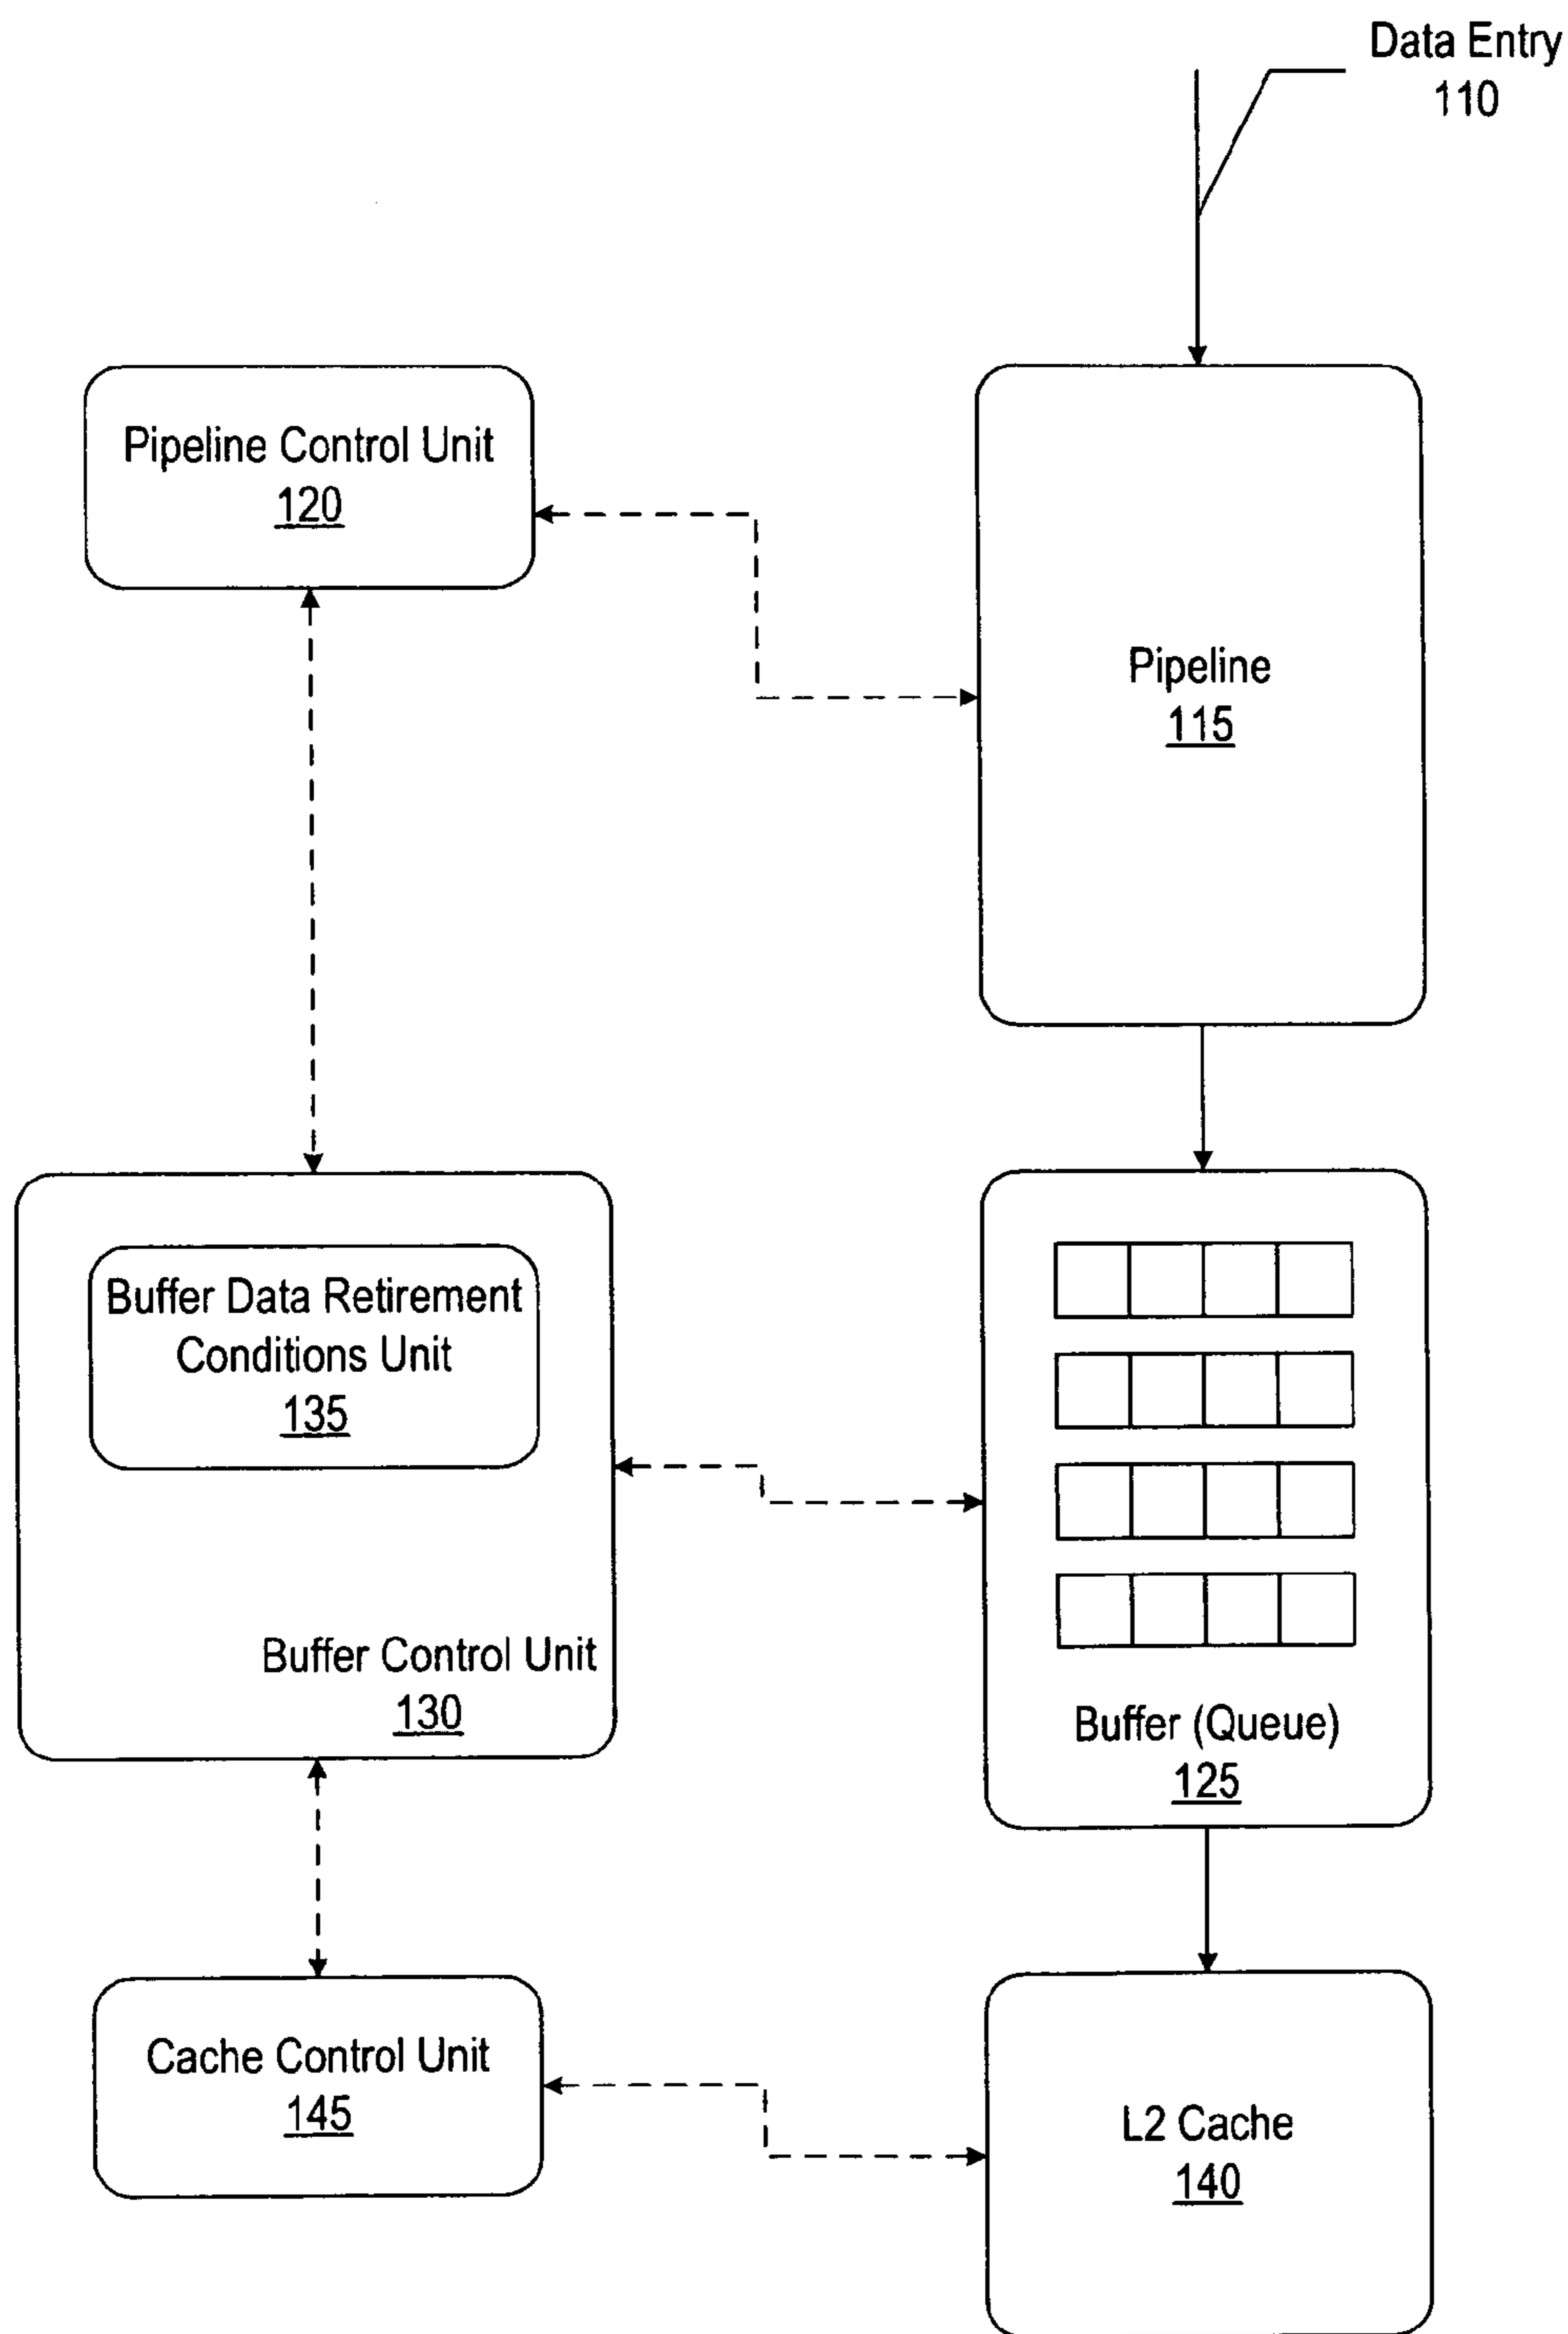 Data Entry
110
Pipeline Control Unit
120
Pipeline
115
Buffer Data Retirement
Conditions Unit
135
Buffer Control Unit
130
Buffer (Queue)
125
Cache Control Unit
145
L2 Cache
140